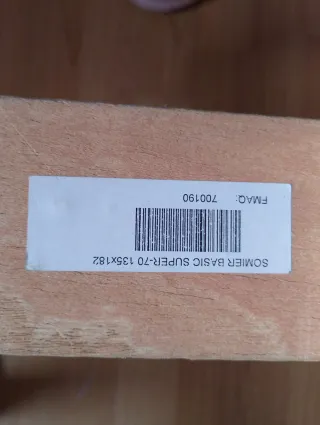 SOMIER BASIC SUPER-70 135x182
FMAQ: 700190